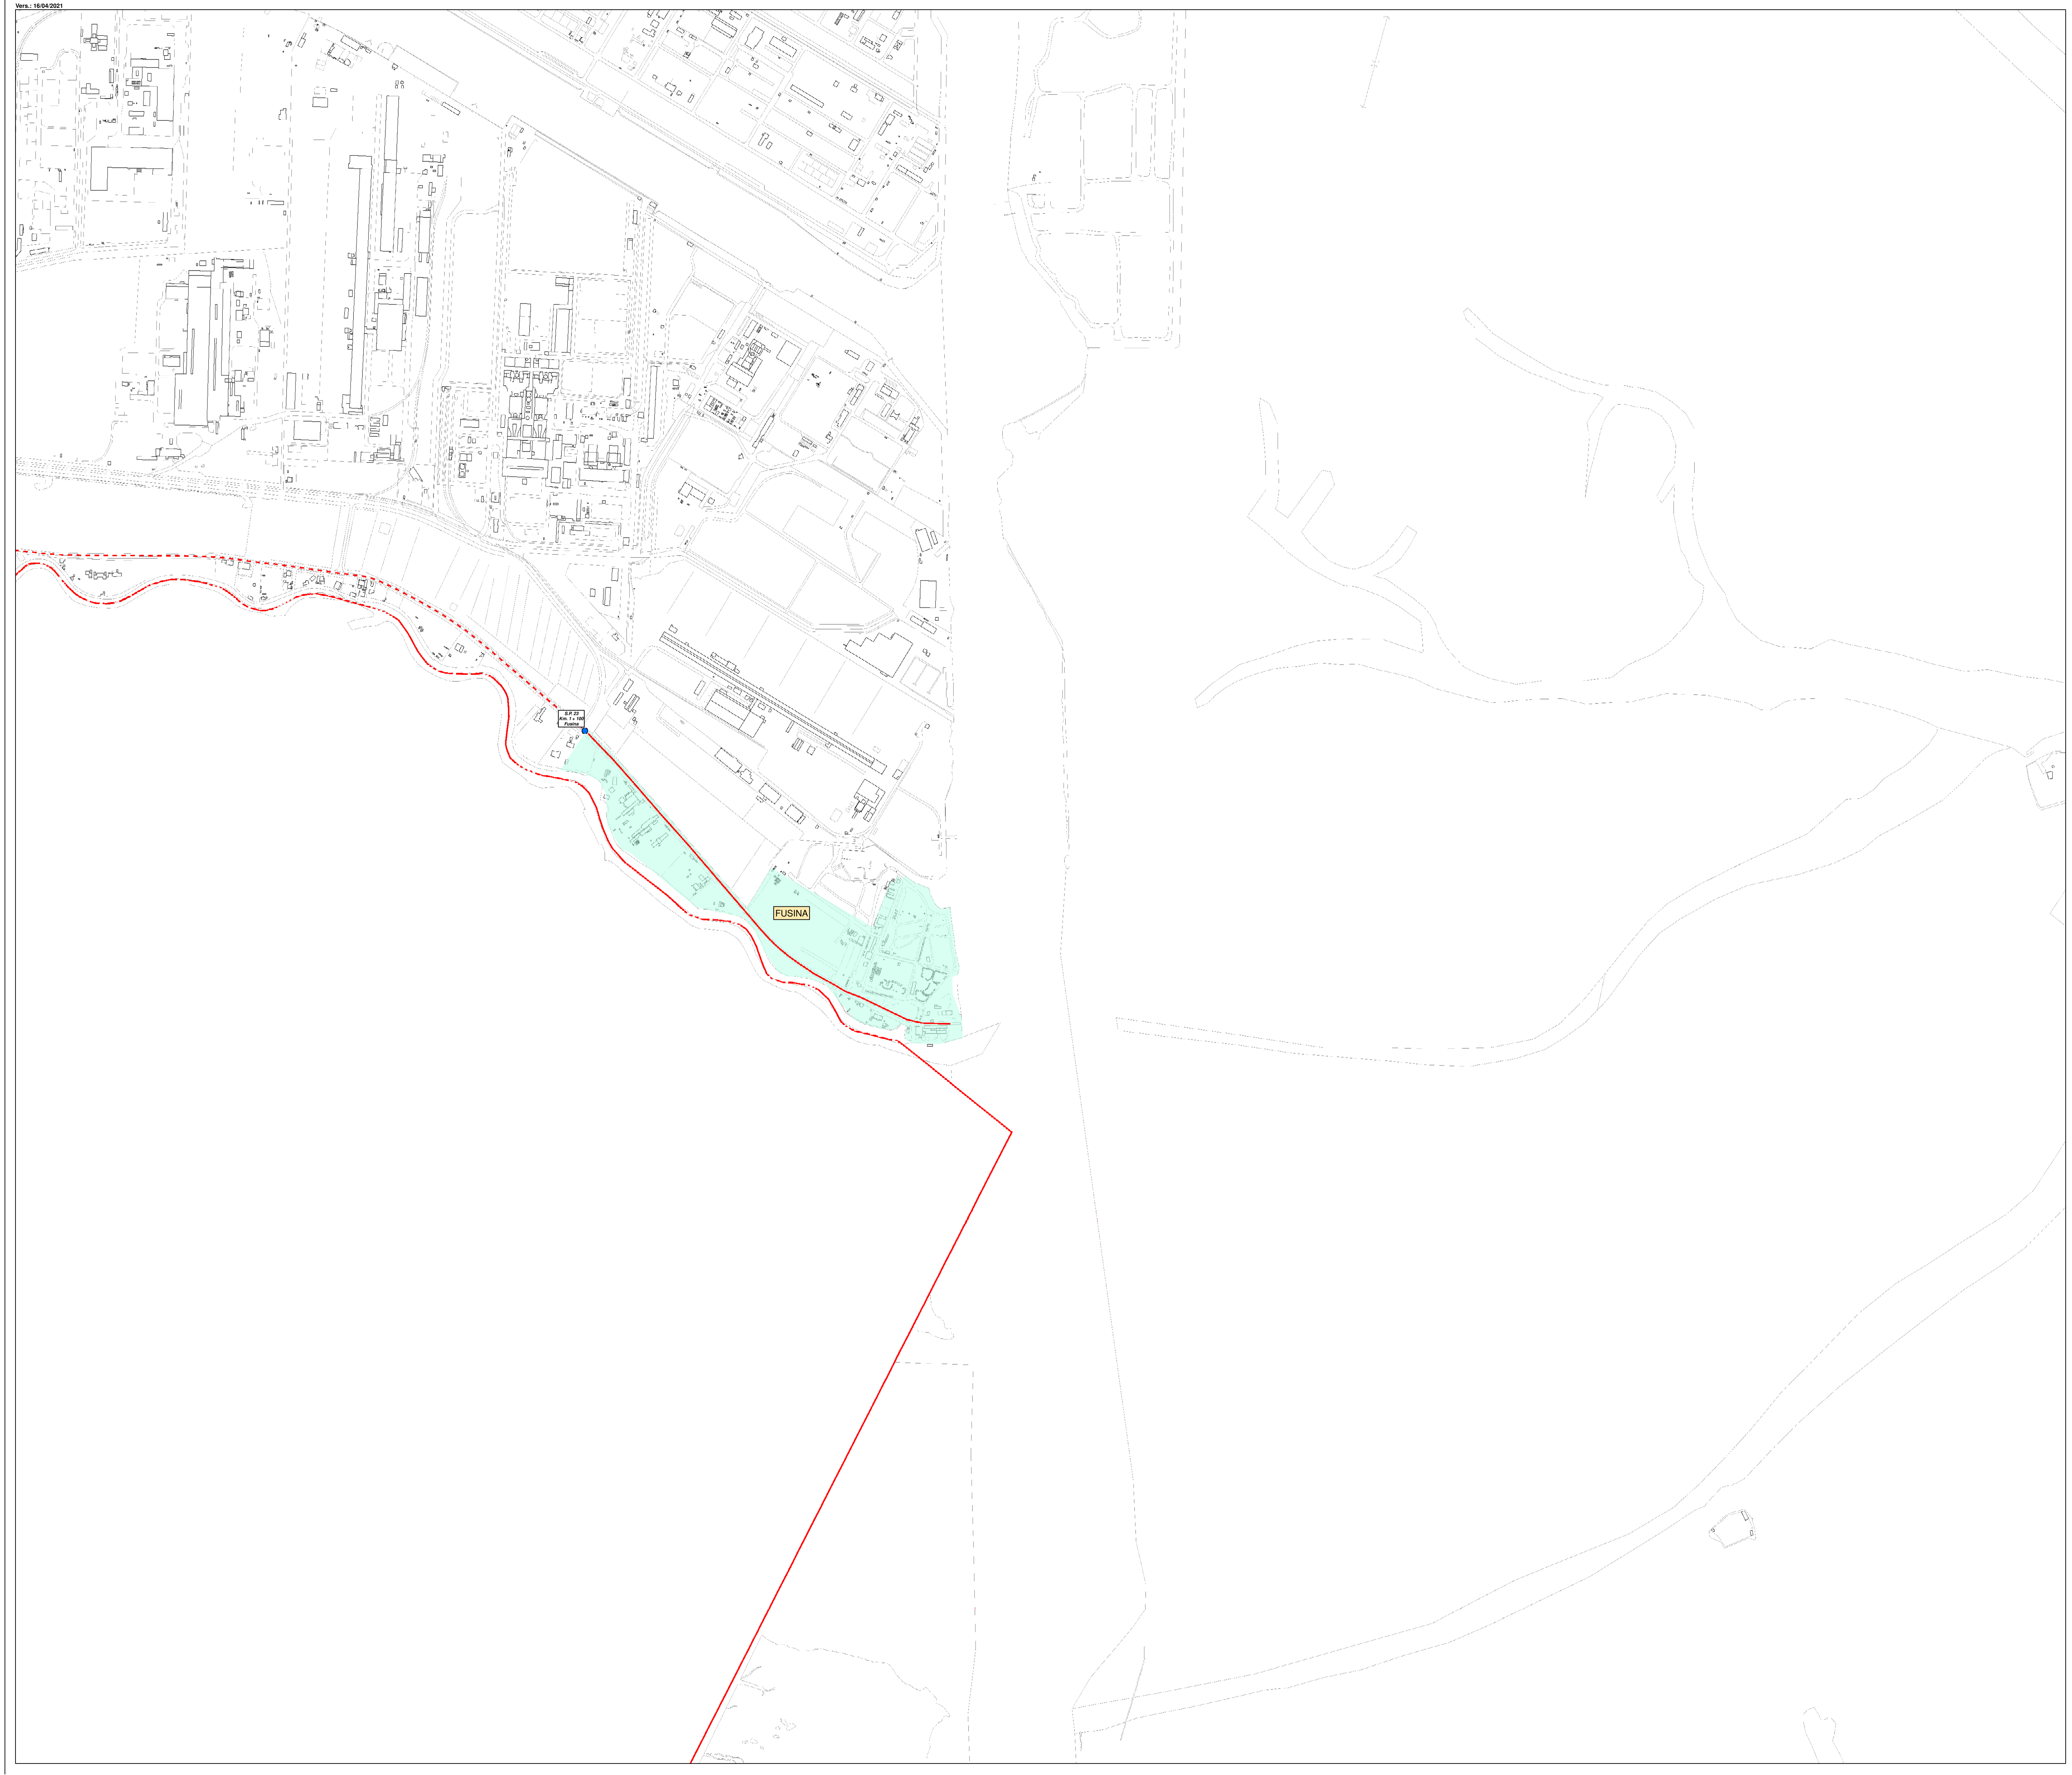 Vers.: 16/04/2021
S.P. 23
Km. 1 + 100
Fusina
FUSINA